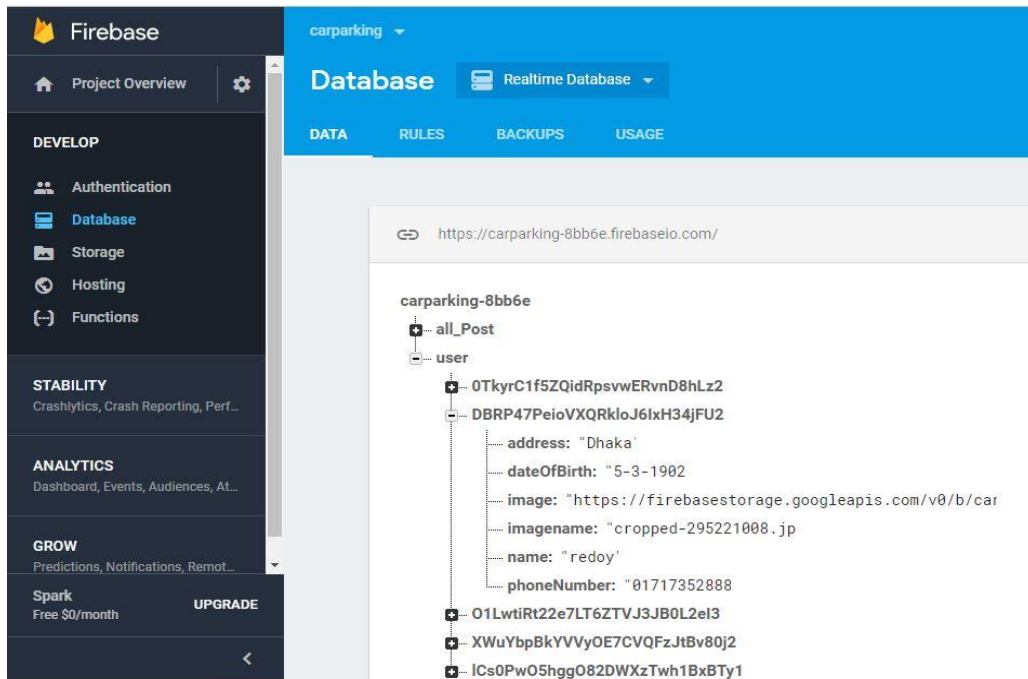 Firebase
Project Overview
DEVELOP
Authentication
Database
Storage
Hosting
Functions
STABILITY
Crashlytics, Crash Reporting, Perf...
ANALYTICS
Dashboard, Events, Audiences, At...
GROW
Predictions, Notifications, Remot...
Spark
Free $0/month
UPGRADE
carparking
Database
Realtime Database
DATA RULES BACKUPS USAGE
https://carparking-8bb6e.firebaseio.com/
carparking-8bb6e
all_Post
user
0TkyrC1f5ZQidRpsvwERvnD8hLz2
DBRP47PeioVXQRkloJ6IxH34jFU2
address: "Dhaka'
dateOfBirth: "5-3-1902
image: "https://firebasestorage.googleapis.com/v0/b/car
imagename: "cropped-295221008.jp
name: "redoy'
phoneNumber: "01717352888
O1LwtiRt22e7LT6ZTVJ3JB0L2eI3
XWuYbpBkYVVyOE7CVQFzJtBv80j2
lCs0PwO5hggO82DWXzTwh1BxBTy1